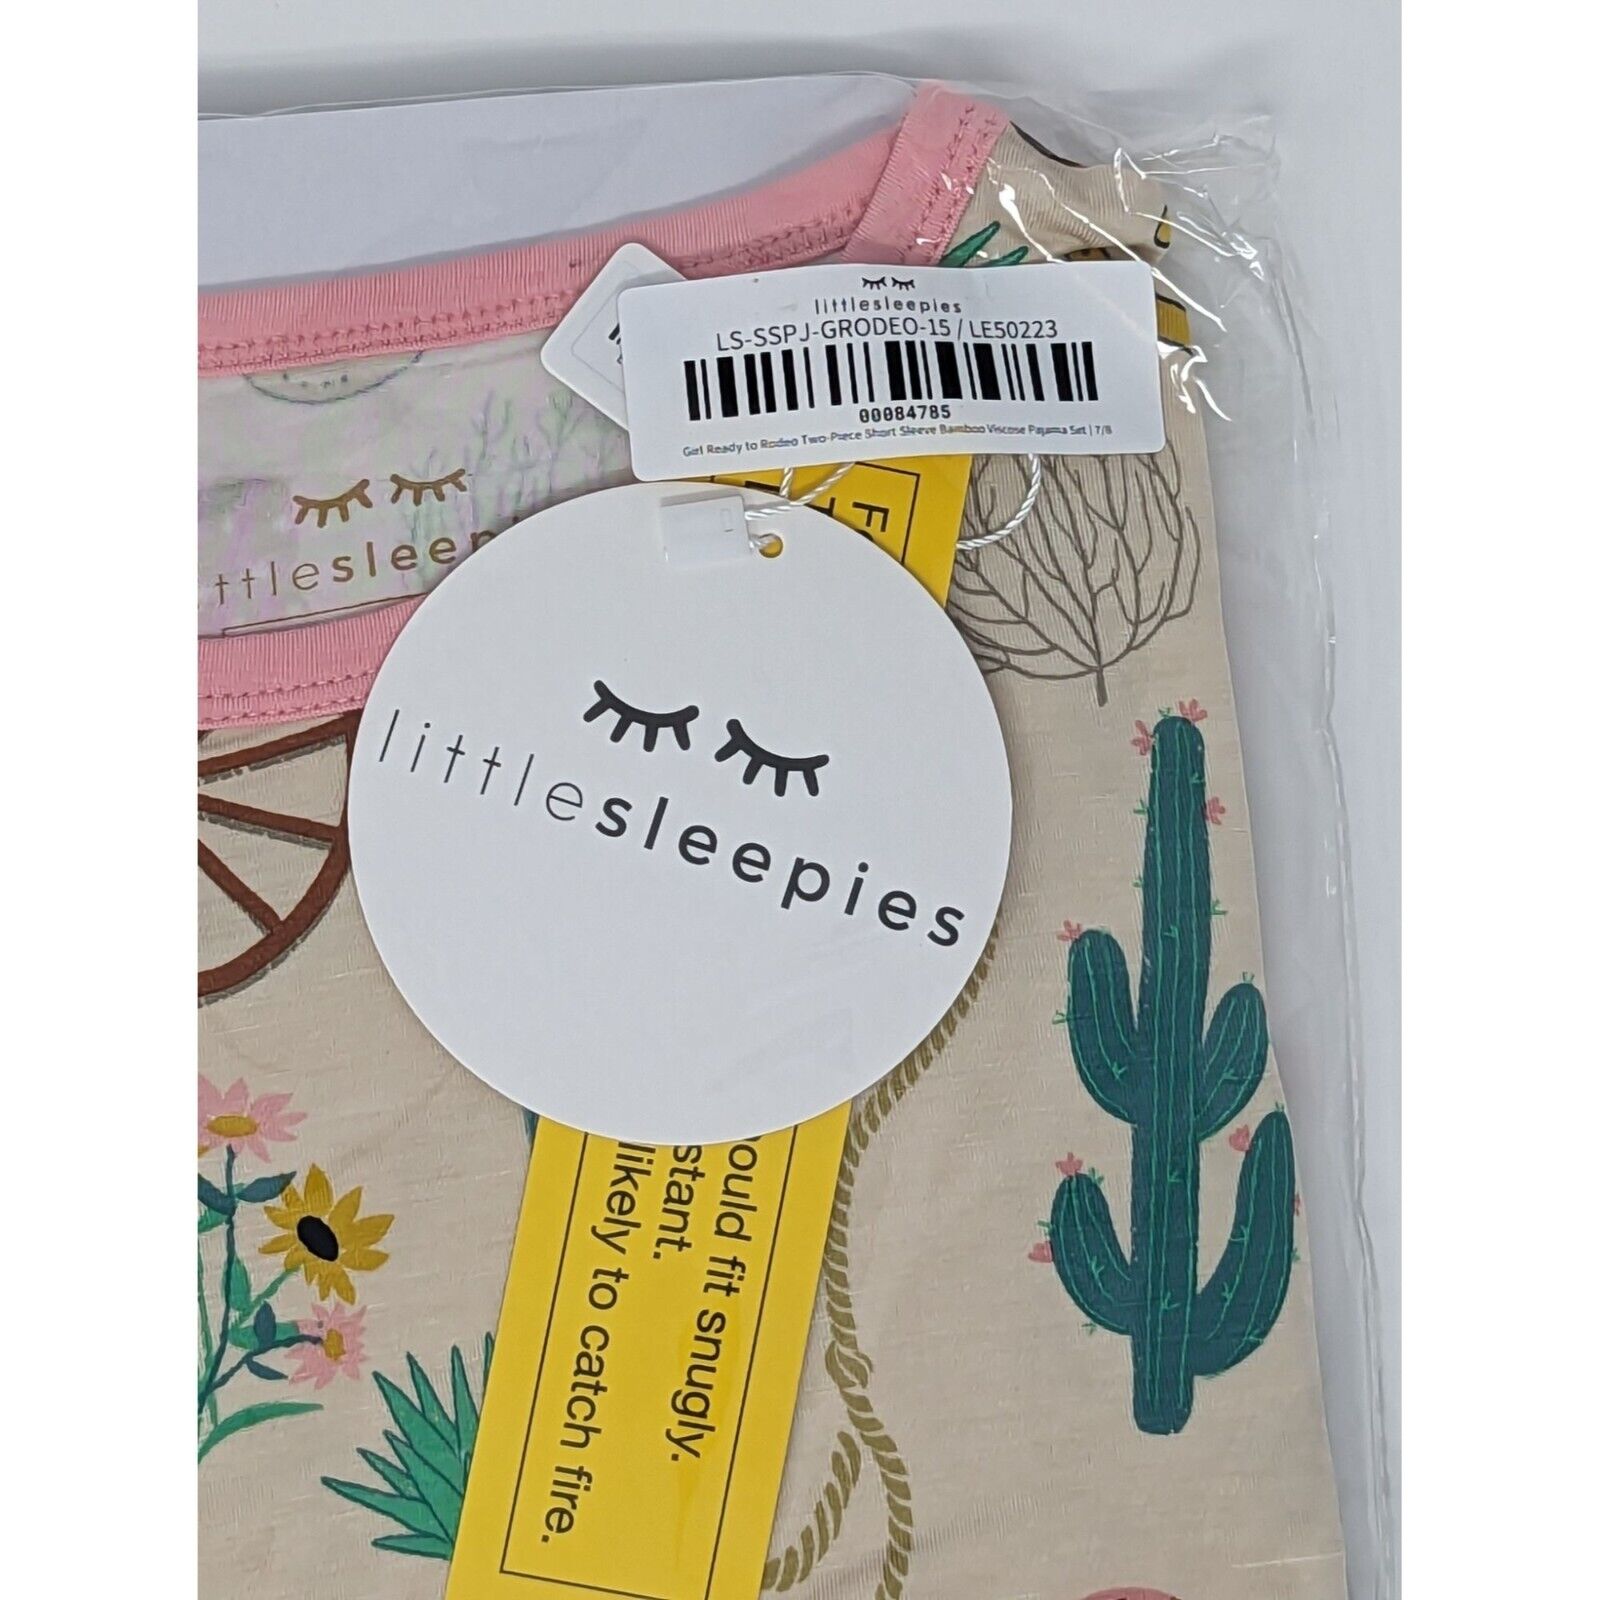 littlesleepies
LS-SSPJ-GRODEO-15 / LE50223
00084785
Girl Ready to Rodeo Two-Piece Short Sleeve Bamboo Viscose Pajama Set | 7/8
ttlesleep
littlesleepies
ould fit snugly.
stant.
likely to catch fire.